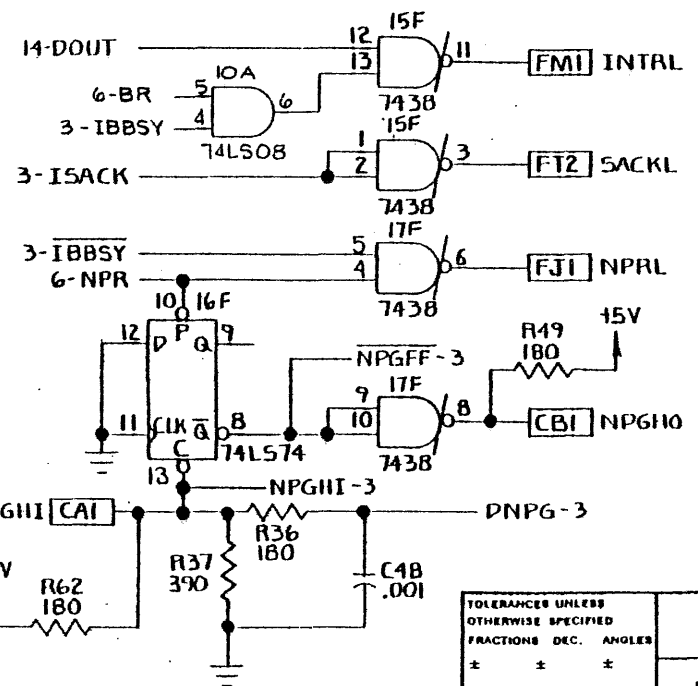 15F
14-DOUT 12 11 FM1 INTRL
13
10A
6-BR 5 6 7438
3-IBBSY 4 15F
74LS08 1 3 FT2 SACKL
3-ISACK 2
7438
17F
3-IBBSY 5 6 FJ1 NPRL
6-NPR 4
10 16F 7438 +5V
12 D P Q 9 R49
180
NPGFF-3
17F
9
11 CLK Q 8 10 8 CB1 NPGHO
C 74LS74 7438
13
NPGHI-3
GHI CA1 DNPG-3
R36
180
R37
390
C48
.001
V
R62
180
TOLERANCES UNLESS
OTHERWISE SPECIFIED
FRACTIONS DEC. ANGLES
± ± ±